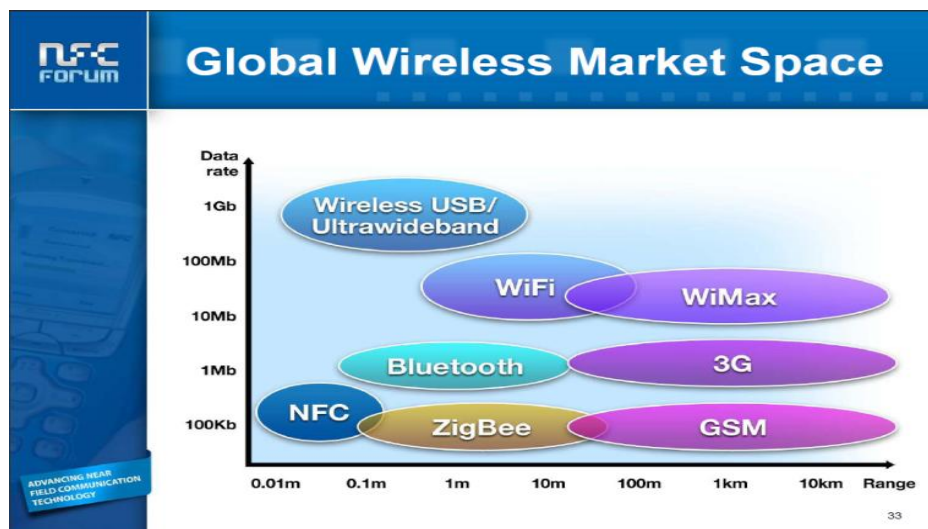 NFC
Forum
Global Wireless Market Space
Data
rate
1Gb
100Mb
10Mb
1Mb
100Kb
Wireless USB/
Ultrawideband
WiFi
WiMax
Bluetooth
3G
NFC
ZigBee
GSM
0.01m 0.1m 1m 10m 100m 1km 10km Range
ADVANCING NEAR
FIELD COMMUNICATION
TECHNOLOGY
33